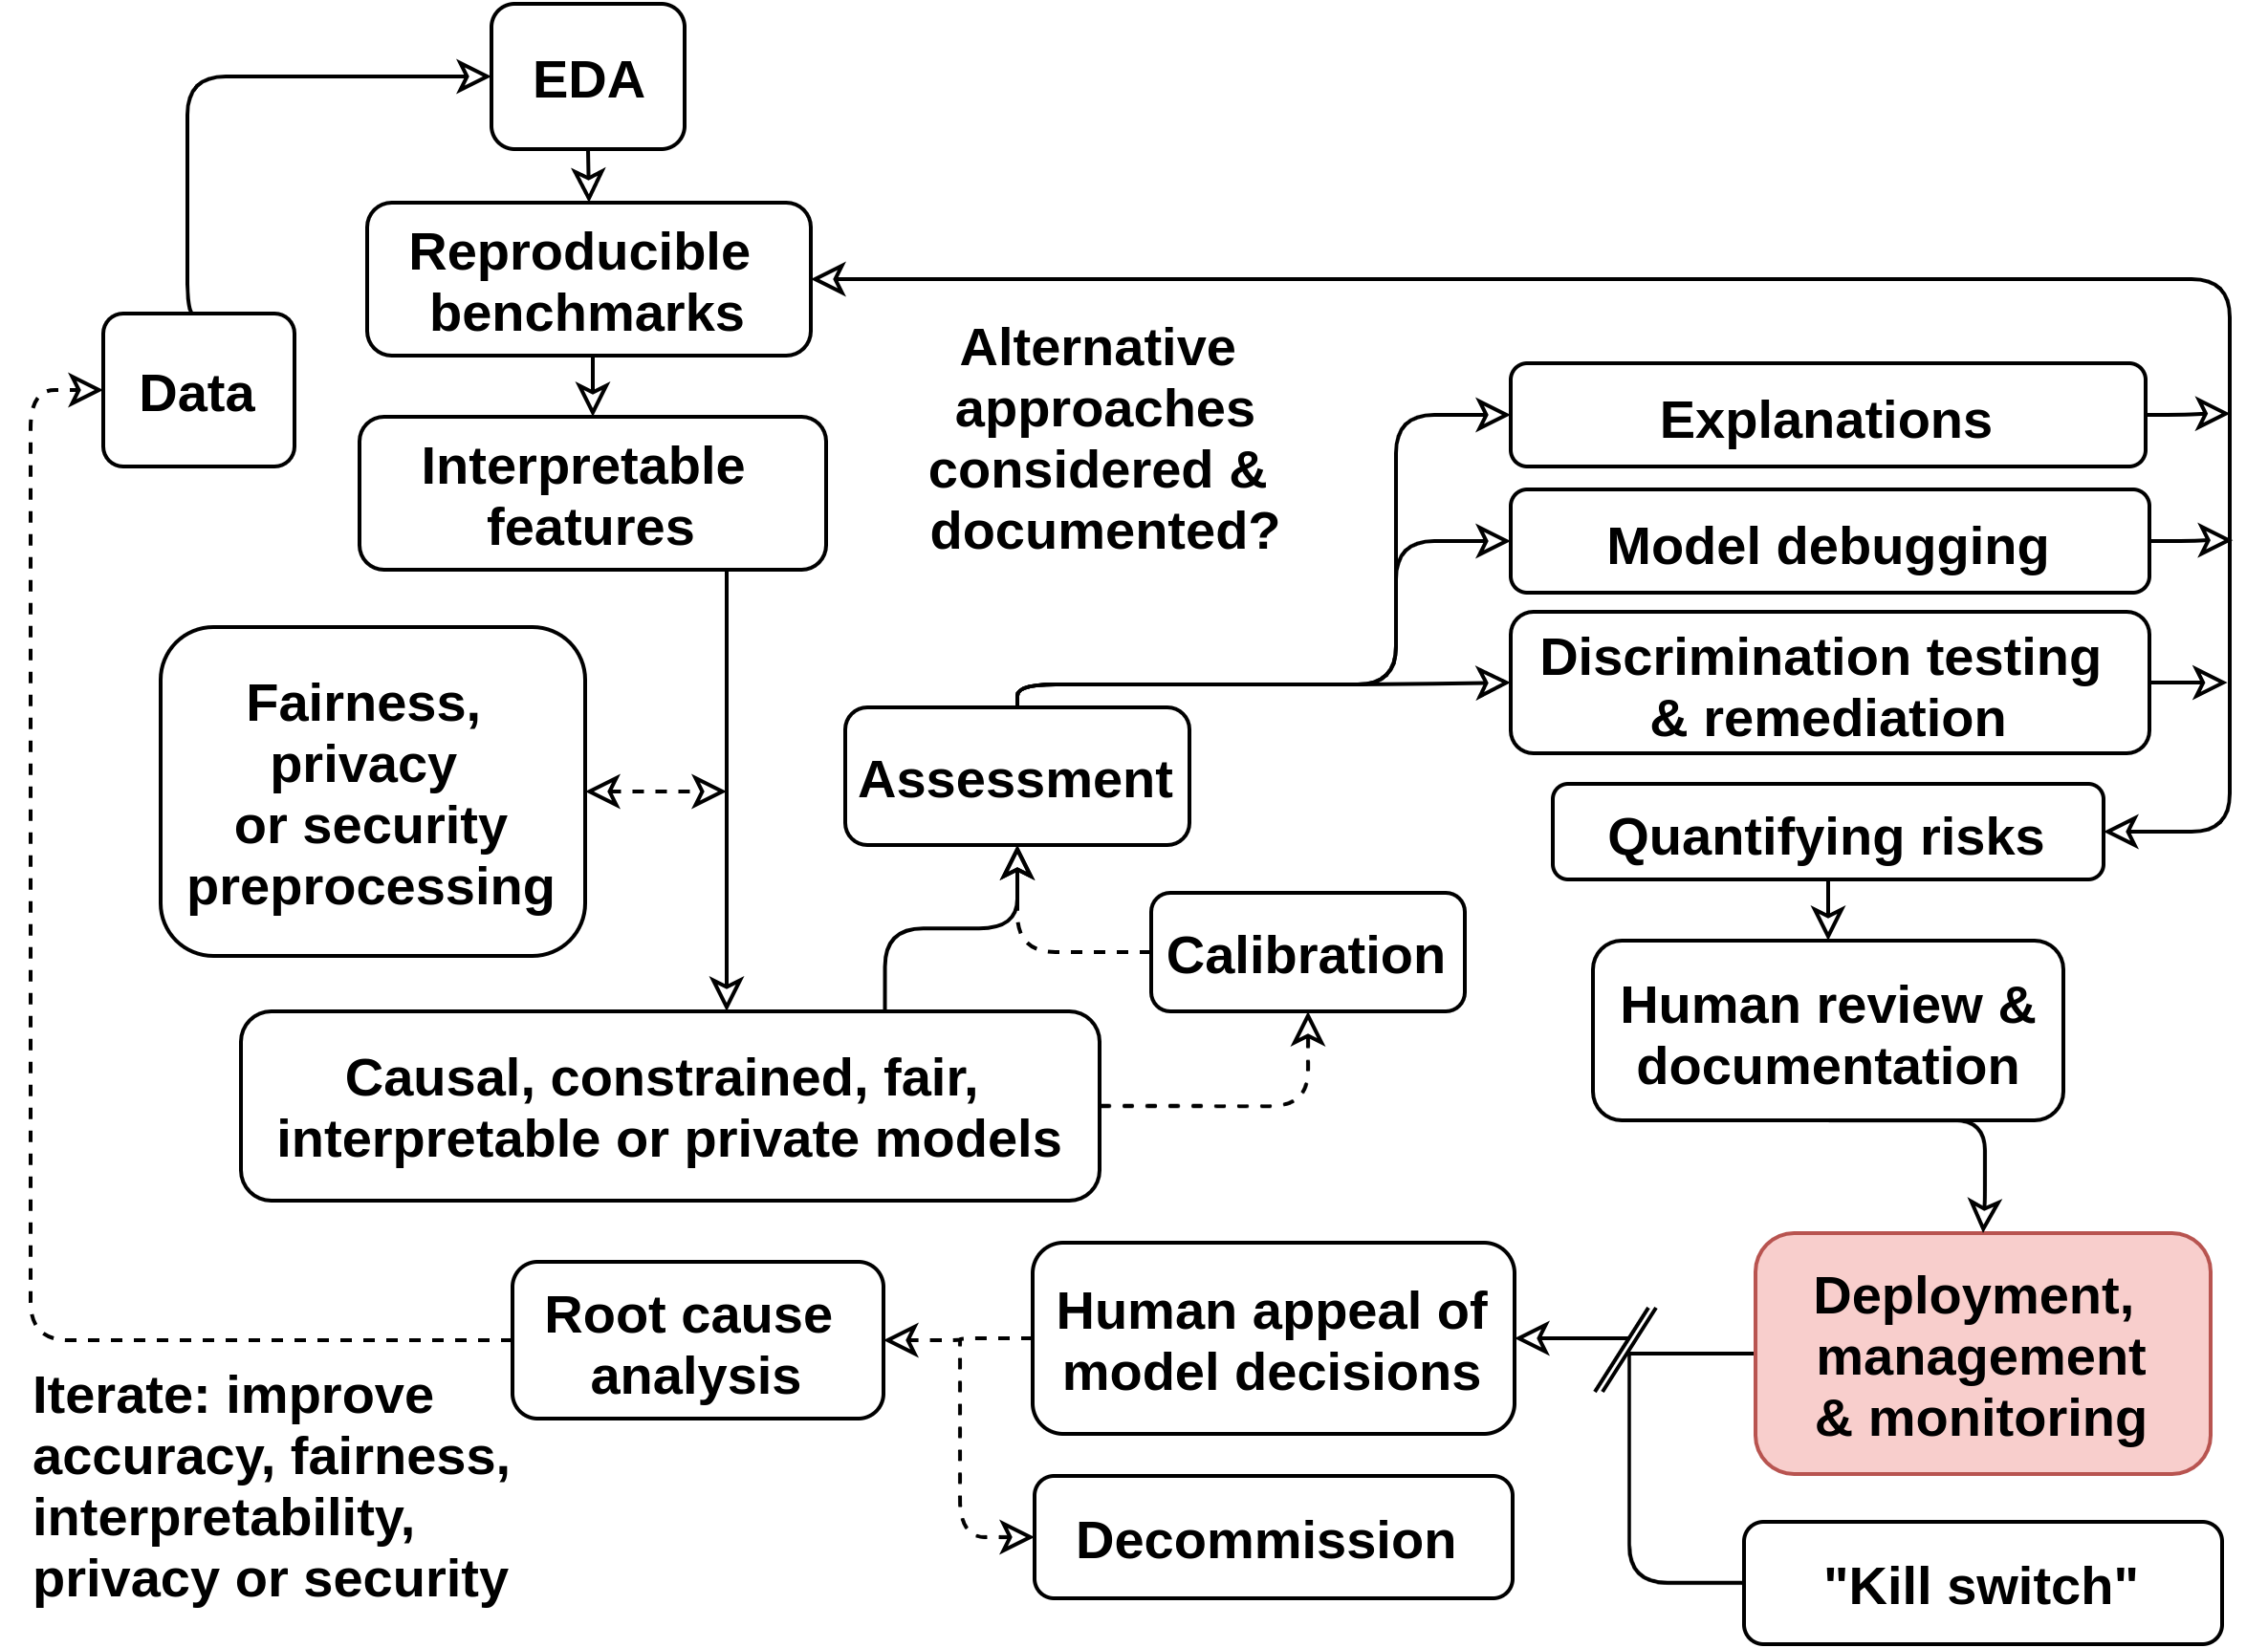 EDA
Reproducible
benchmarks
Data
Interpretable
features
Alternative
approaches
considered &
documented?
Explanations
Model debugging
Discrimination testing
& remediation
Fairness,
privacy
or security
preprocessing
Assessment
Quantifying risks
Calibration
Human review &
documentation
Causal, constrained, fair,
interpretable or private models
Root cause
analysis
Human appeal of
model decisions
Deployment,
management
& monitoring
Iterate: improve
accuracy, fairness,
interpretability,
privacy or security
Decommission
"Kill switch"